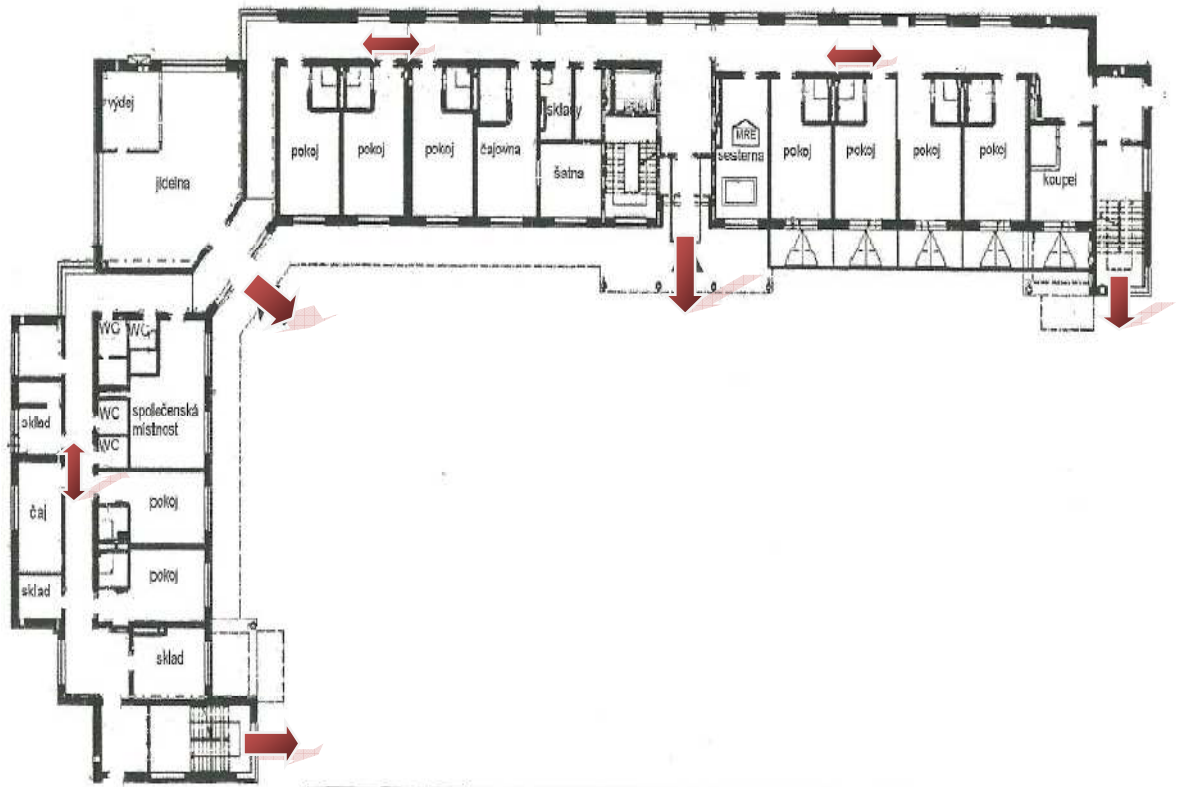 výdej
jídelna
pokoj
pokoj
pokoj
čajovna
sklady
šatna
MRE
sesterna
pokoj
pokoj
pokoj
pokoj
koupel
WC
WC
WC
WC
společenská
místnost
sklad
čaj
sklad
pokoj
pokoj
sklad